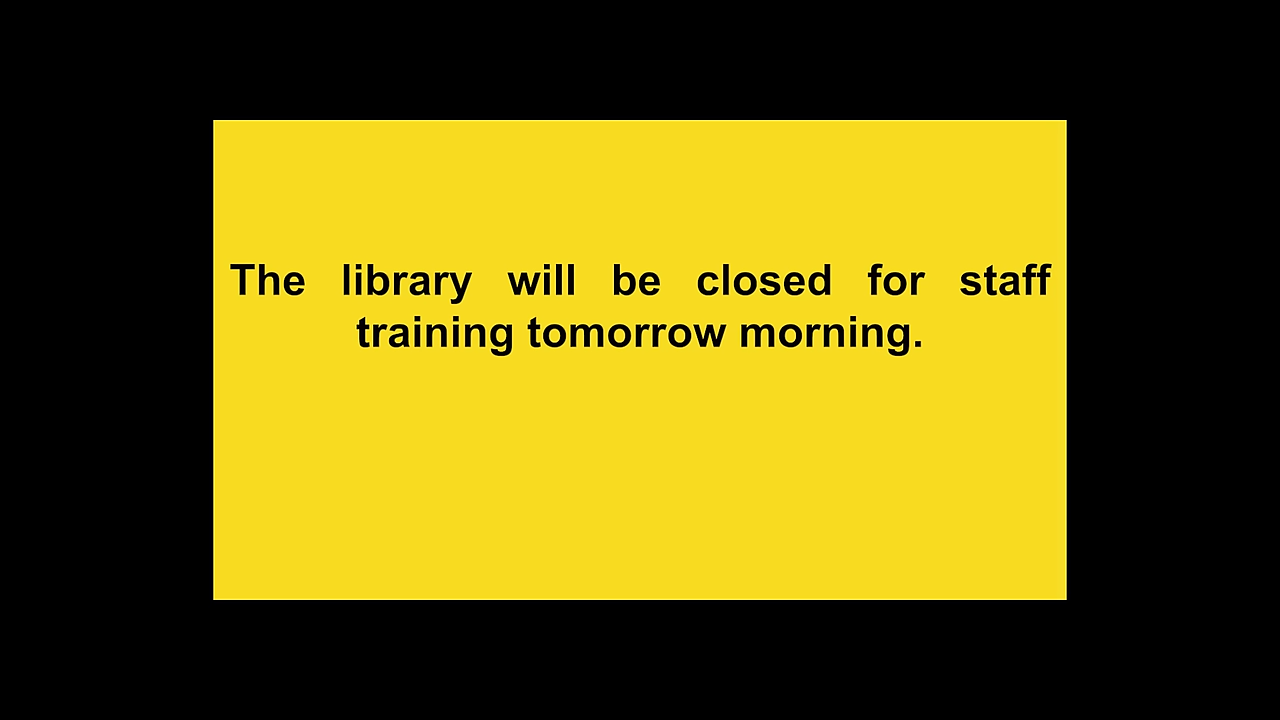 The library will be closed for staff
training tomorrow morning.